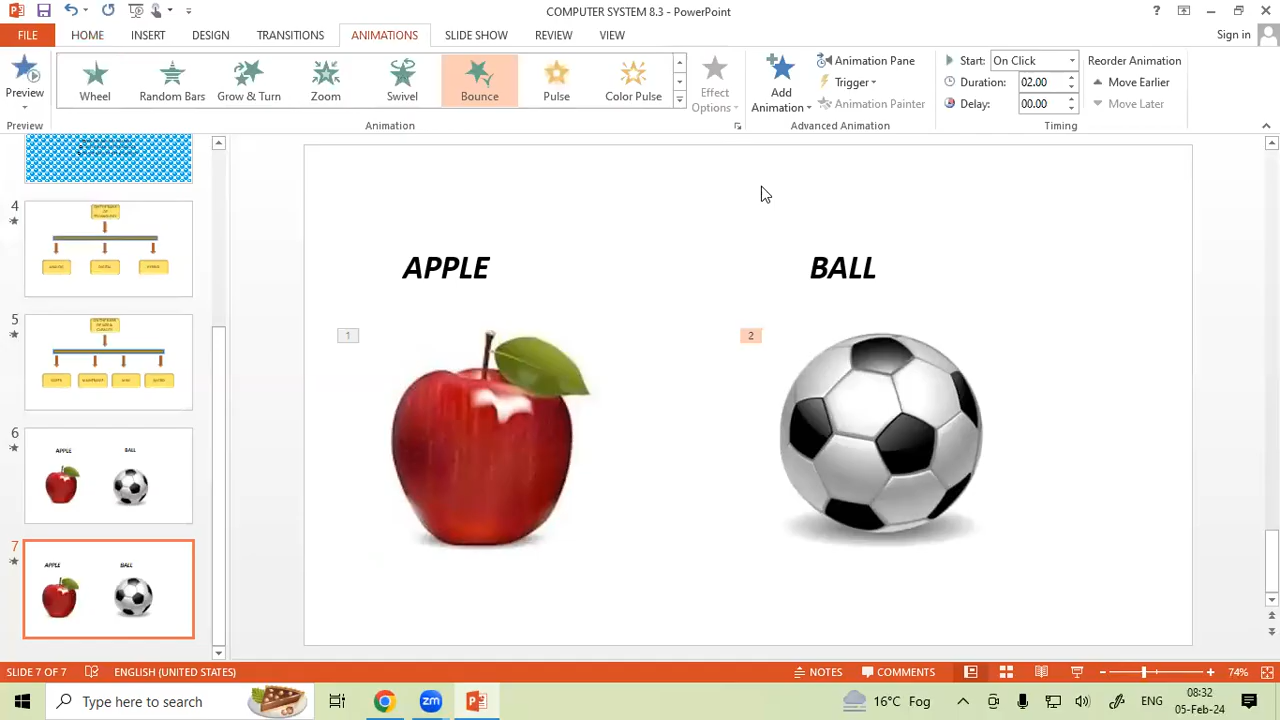 COMPUTER SYSTEM 8.3 - PowerPoint
?
FILE HOME INSERT DESIGN TRANSITIONS ANIMATIONS SLIDE SHOW REVIEW VIEW Sign in
Preview
Wheel Random Bars Grow & Turn Zoom Swivel Bounce Pulse Color Pulse
Effect Options
Add Animation
Animation Pane
Trigger
Animation Painter
Start: On Click
Duration: 02.00
Delay: 00.00
Reorder Animation
Move Earlier
Move Later
Preview Animation Advanced Animation Timing
4
5
6
APPLE BALL
7
APPLE BALL
APPLE BALL
1 2
SLIDE 7 OF 7 ENGLISH (UNITED STATES) NOTES COMMENTS 74%
Type here to search
16°C Fog
ENG
08:32
05-Feb-24